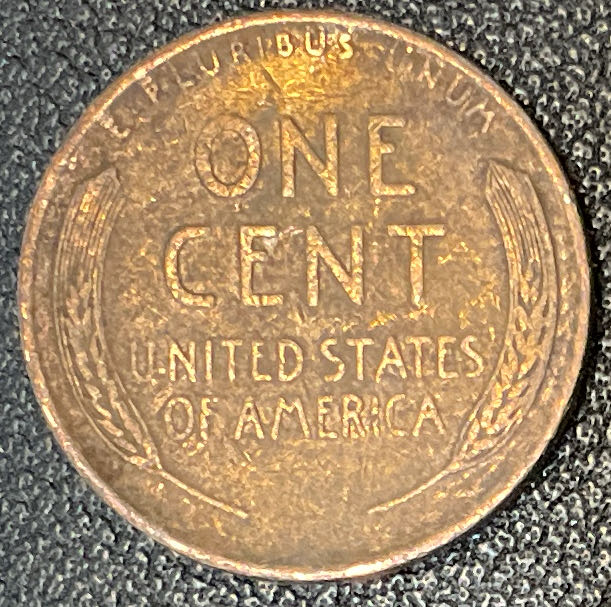 E · PLURIBUS · UNUM
ONE
CENT
UNITED STATES
OF AMERICA